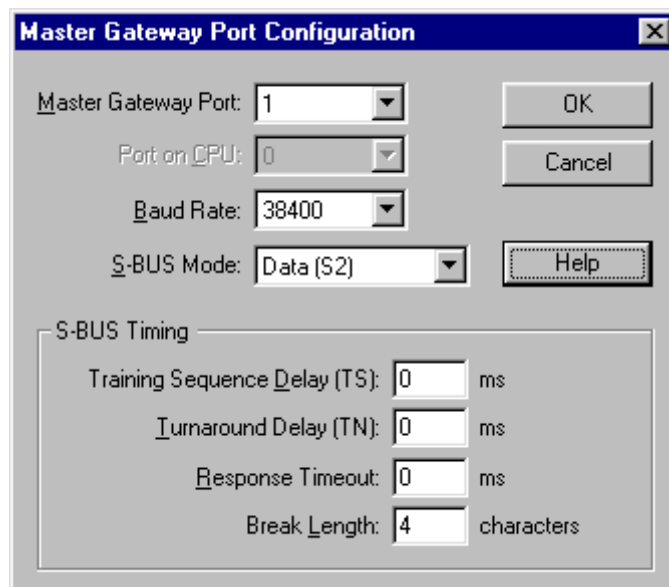 Master Gateway Port Configuration
Master Gateway Port: 1
OK
Port on CPU: 0
Cancel
Baud Rate: 38400
S-BUS Mode: Data (S2)
Help
S-BUS Timing
Training Sequence Delay (TS): 0 ms
Turnaround Delay (TN): 0 ms
Response Timeout: 0 ms
Break Length: 4 characters